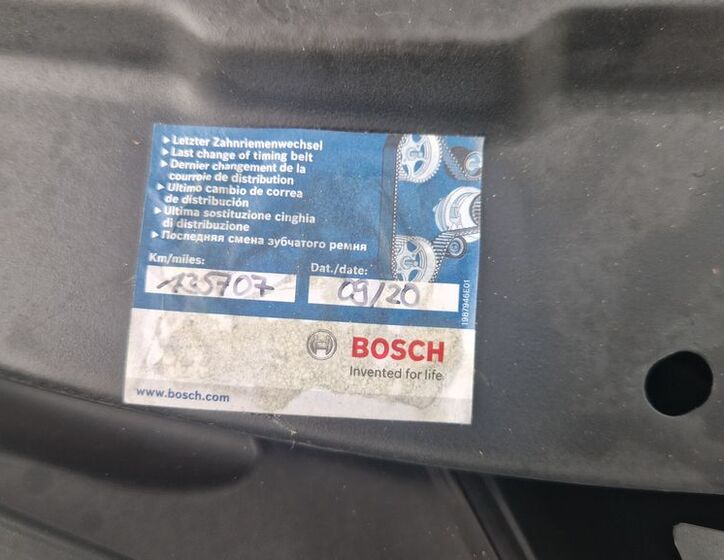 ▸ Letzter Zahnriemenwechsel
▸ Last change of timing belt
▸ Dernier changement de la
courroie de distribution
▸ Ultimo cambio de correa
de distribución
▸ Ultima sostituzione cinghia
di distribuzione
▸ Последняя смена зубчатого ремня
Km/miles:
135707
Dat./date:
09/20
1987946E01
BOSCH
Invented for life
www.bosch.com